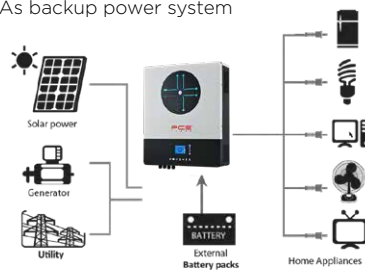 As backup power system
Solar power
Generator
Utility
BATTERY
External
Battery packs
Home Appliances